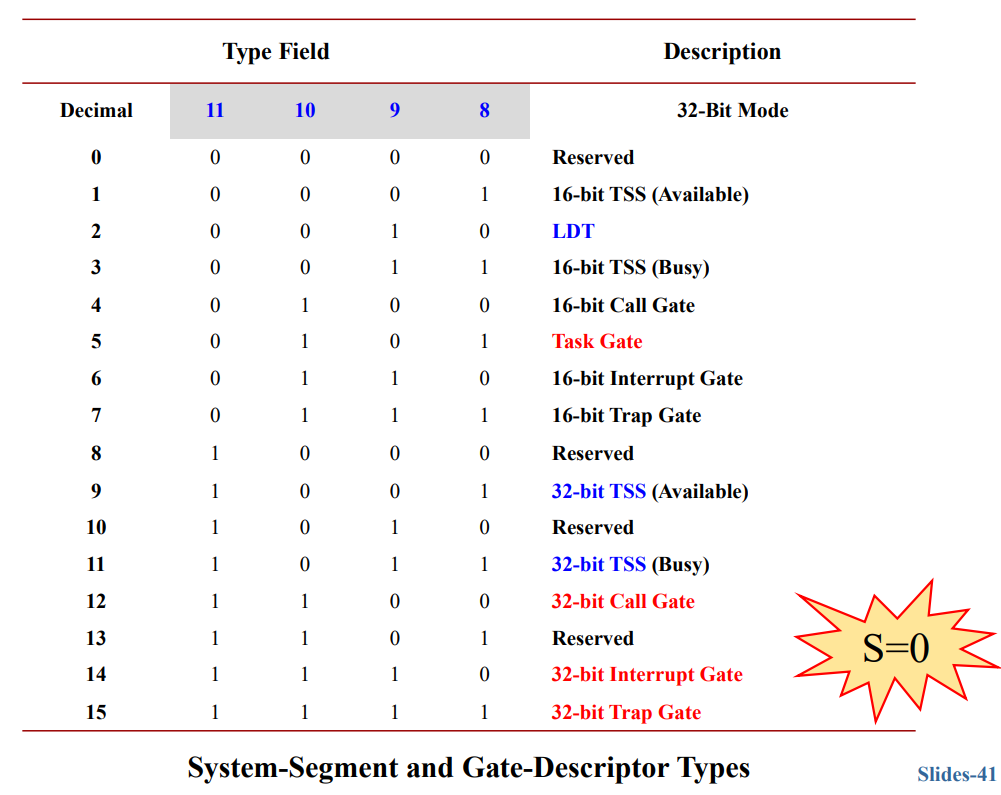 Type Field Description
Decimal 11 10 9 8 32-Bit Mode
0 0 0 0 0 Reserved
1 0 0 0 1 16-bit TSS (Available)
2 0 0 1 0 LDT
3 0 0 1 1 16-bit TSS (Busy)
4 0 1 0 0 16-bit Call Gate
5 0 1 0 1 Task Gate
6 0 1 1 0 16-bit Interrupt Gate
7 0 1 1 1 16-bit Trap Gate
8 1 0 0 0 Reserved
9 1 0 0 1 32-bit TSS (Available)
10 1 0 1 0 Reserved
11 1 0 1 1 32-bit TSS (Busy)
12 1 1 0 0 32-bit Call Gate
13 1 1 0 1 Reserved
14 1 1 1 0 32-bit Interrupt Gate
15 1 1 1 1 32-bit Trap Gate
S=0
System-Segment and Gate-Descriptor Types
Slides-41